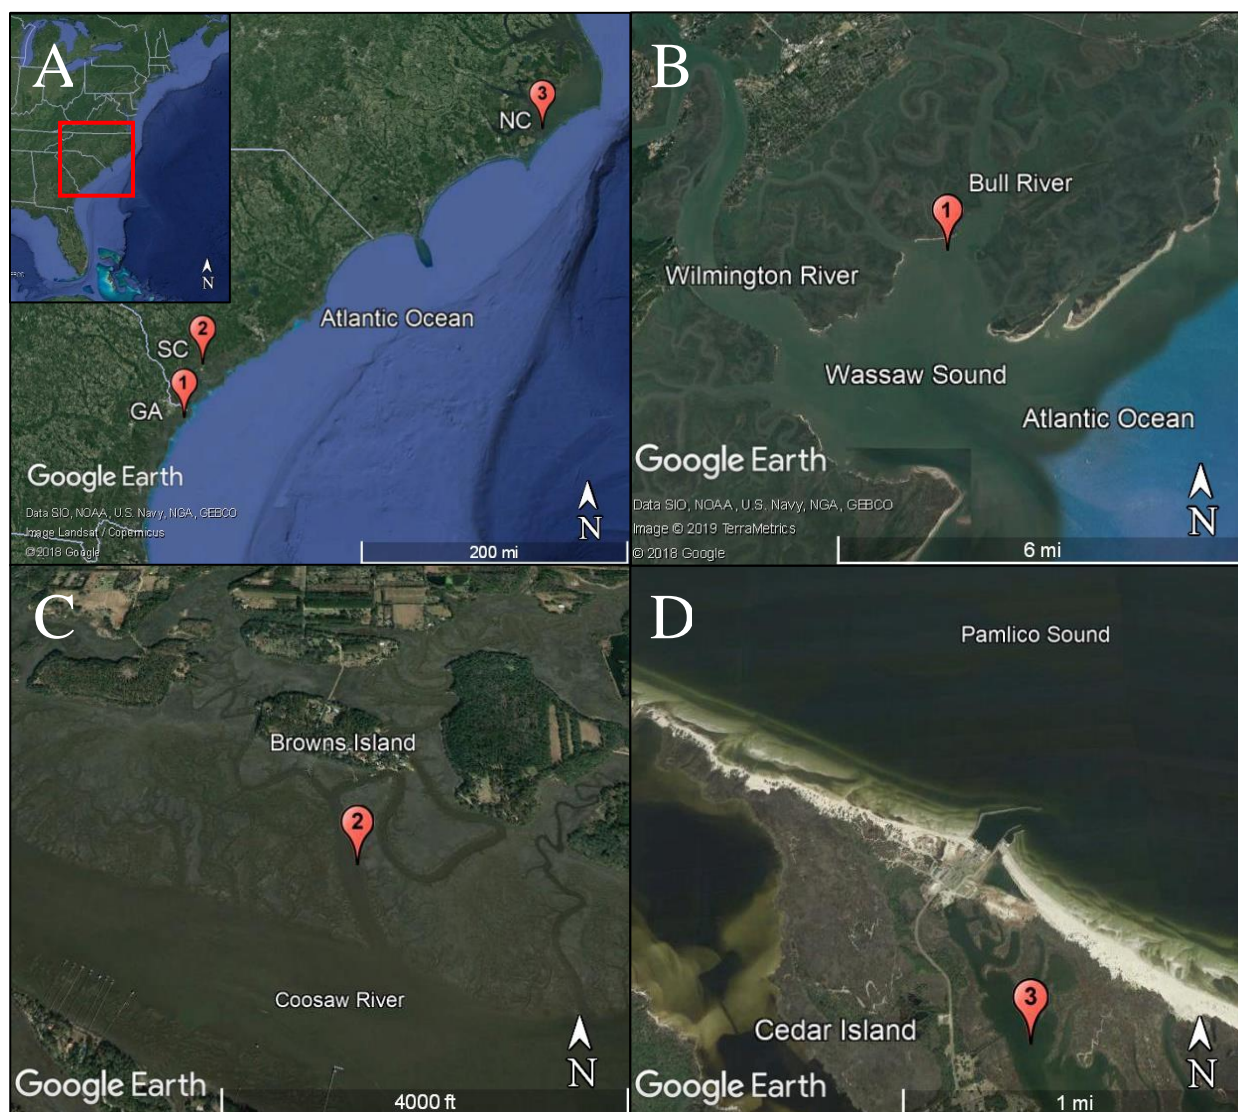 A
N
3
NC
Atlantic Ocean
2
SC
1
GA
Google Earth
Data SIO, NOAA, U.S. Navy, NGA, GEBCO
Image Landsat / Copernicus
© 2018 Google
N
200 mi
B
Bull River
1
Wilmington River
Wassaw Sound
Atlantic Ocean
Google Earth
Data SIO, NOAA, U.S. Navy, NGA, GEBCO
Image © 2019 TerraMetrics
© 2018 Google
N
6 mi
C
Browns Island
2
Coosaw River
N
Google Earth
4000 ft
D
Pamlico Sound
3
Cedar Island
N
Google Earth
1 mi